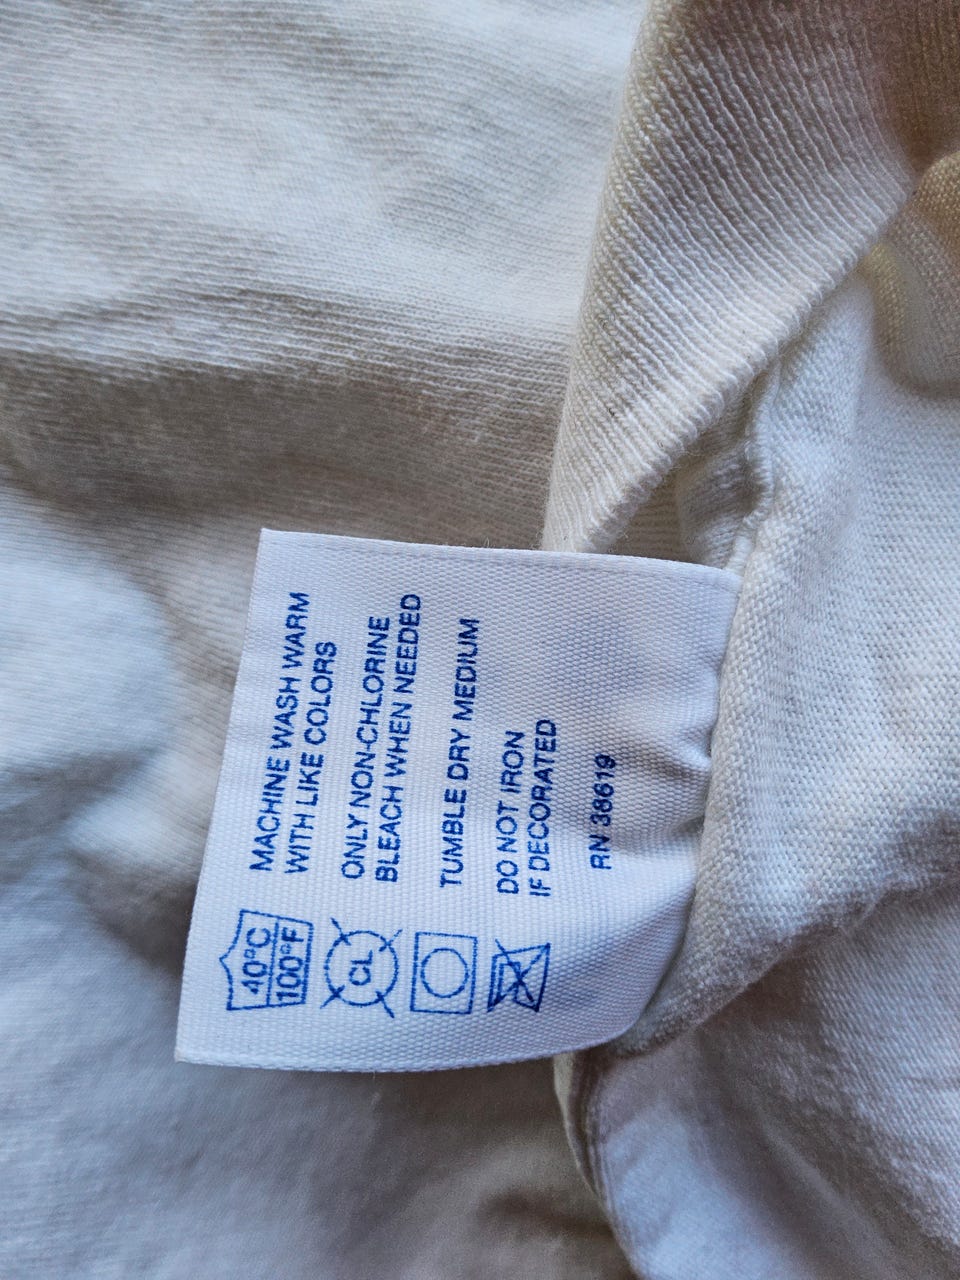 40°C
100°F
MACHINE WASH WARM
WITH LIKE COLORS
CL
ONLY NON-CHLORINE
BLEACH WHEN NEEDED
TUMBLE DRY MEDIUM
DO NOT IRON
IF DECORATED
RN 38619